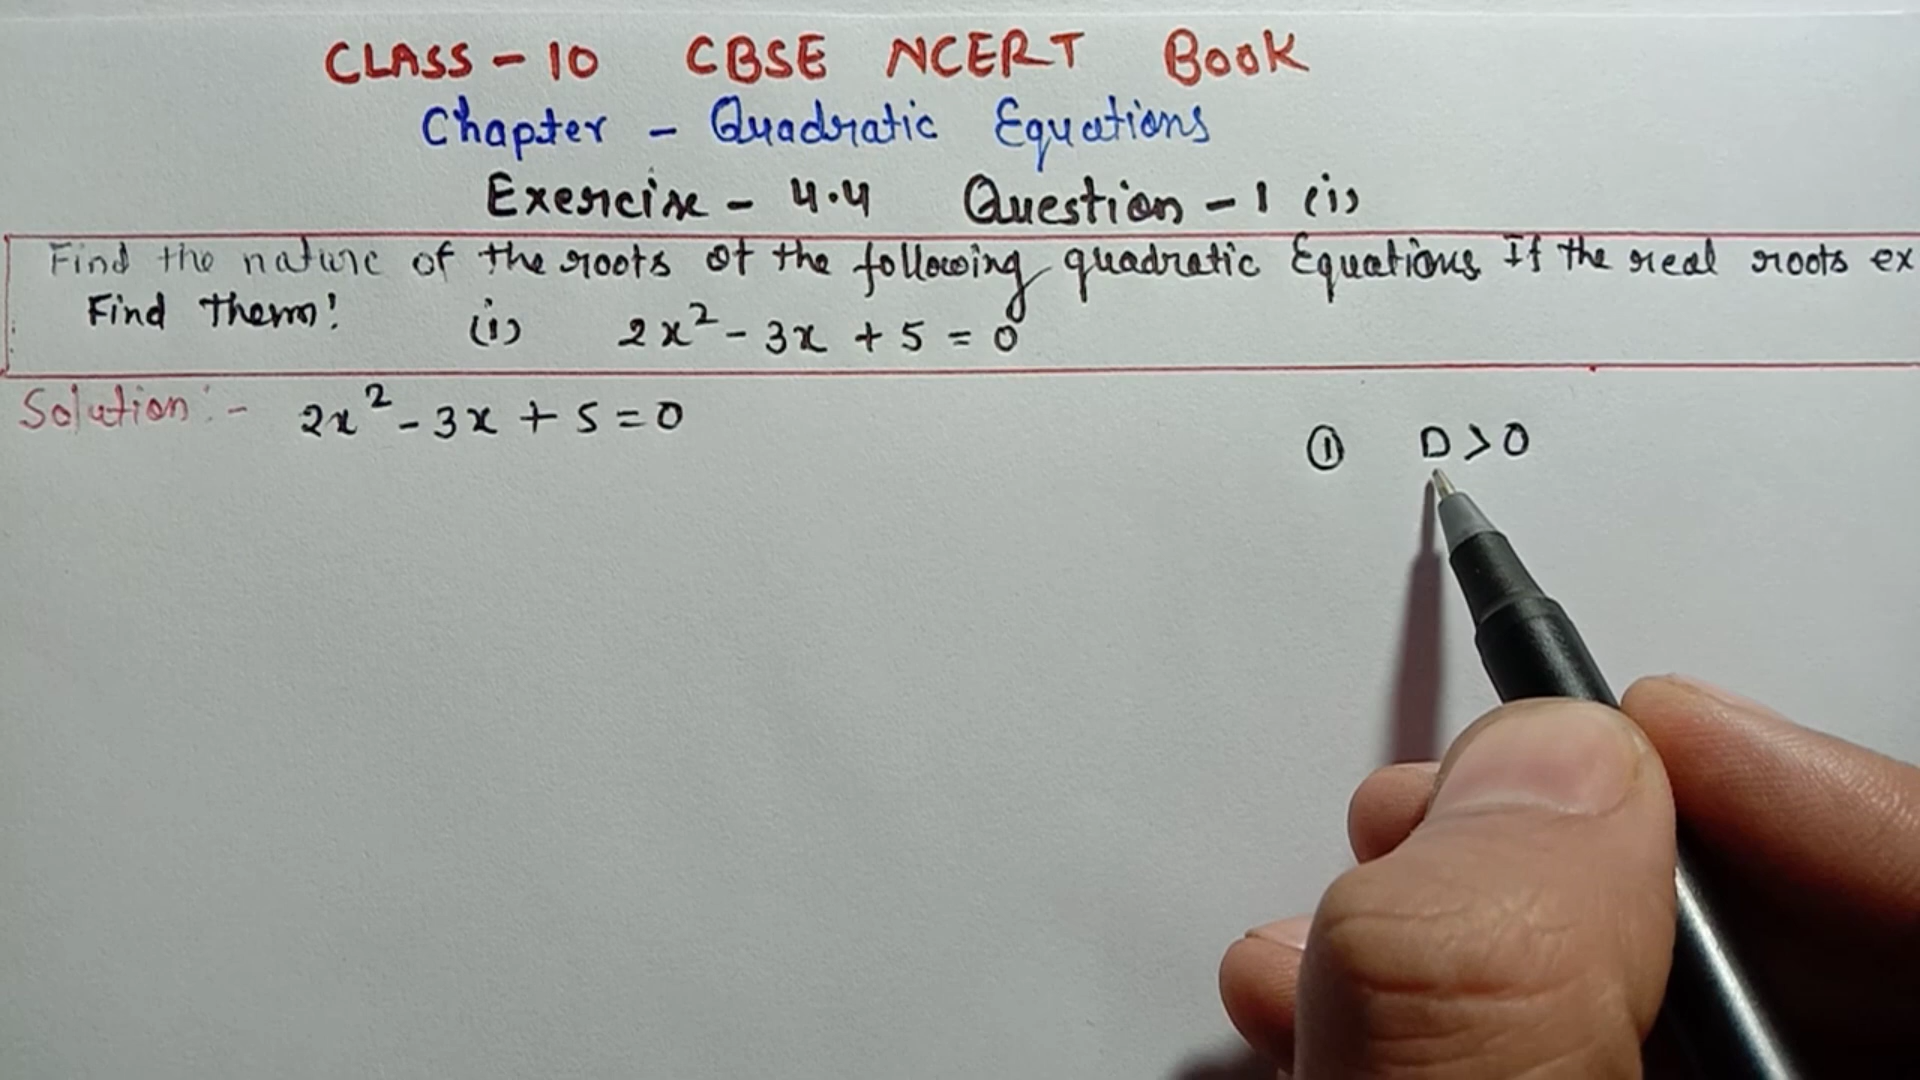 CLASS - 10 CBSE NCERT Book
Chapter - Quadratic Equations
Exercise - 4.4 Question - 1 (i)
Find the nature of the roots of the following quadratic Equations If the real roots ex
Find them! (i) 2x² - 3x + 5 = 0
Solution :- 2x² - 3x + 5 = 0
① D > 0